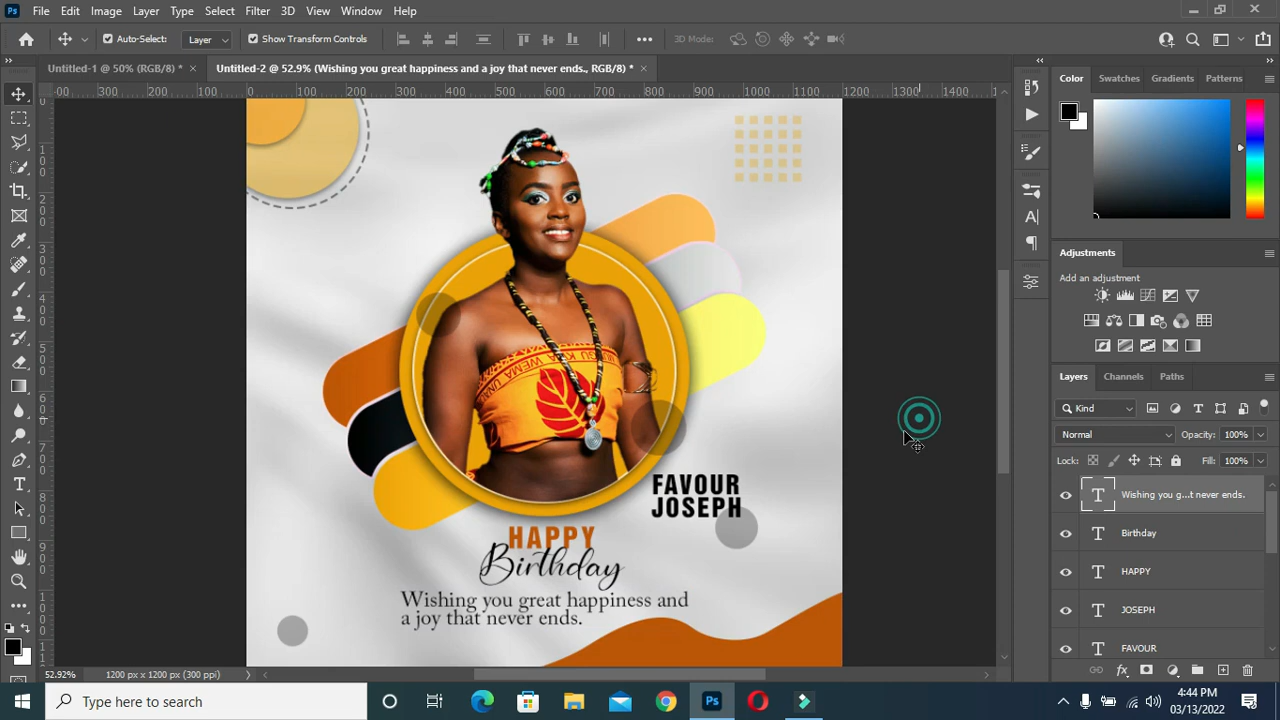 Ps File Edit Image Layer Type Select Filter 3D View Window Help
Auto-Select: Layer Show Transform Controls 3D Mode:
Untitled-1 @ 50% (RGB/8) * × Untitled-2 @ 52.9% (Wishing you great happiness and a joy that never ends., RGB/8) * ×
Color Swatches Gradients Patterns
Adjustments
Add an adjustment
FAVOUR
JOSEPH
HAPPY
Birthday
Wishing you great happiness and
a joy that never ends.
Layers Channels Paths
Kind
Normal Opacity: 100%
Lock: Fill: 100%
T Wishing you g...t never ends.
T Birthday
T HAPPY
T JOSEPH
T FAVOUR
52.92% 1200 px x 1200 px (300 ppi)
Type here to search
4:44 PM
03/13/2022